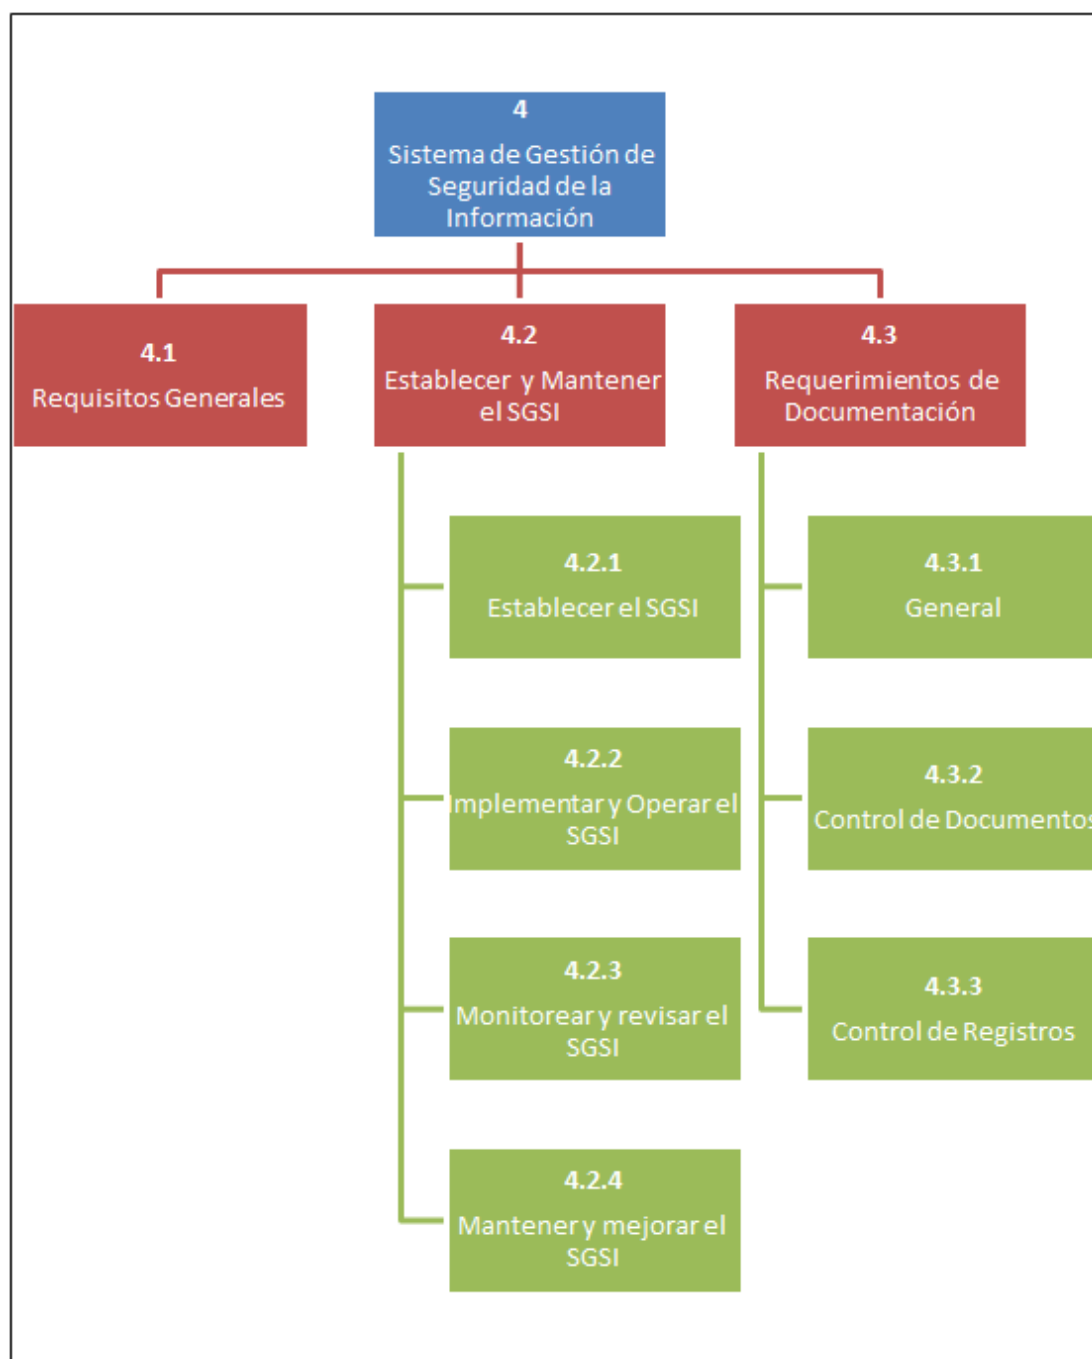 4
Sistema de Gestión de
Seguridad de la
Información
4.1
Requisitos Generales
4.2
Establecer y Mantener
el SGSI
4.3
Requerimientos de
Documentación
4.2.1
Establecer el SGSI
4.2.2
Implementar y Operar el
SGSI
4.2.3
Monitorear y revisar el
SGSI
4.2.4
Mantener y mejorar el
SGSI
4.3.1
General
4.3.2
Control de Documentos
4.3.3
Control de Registros